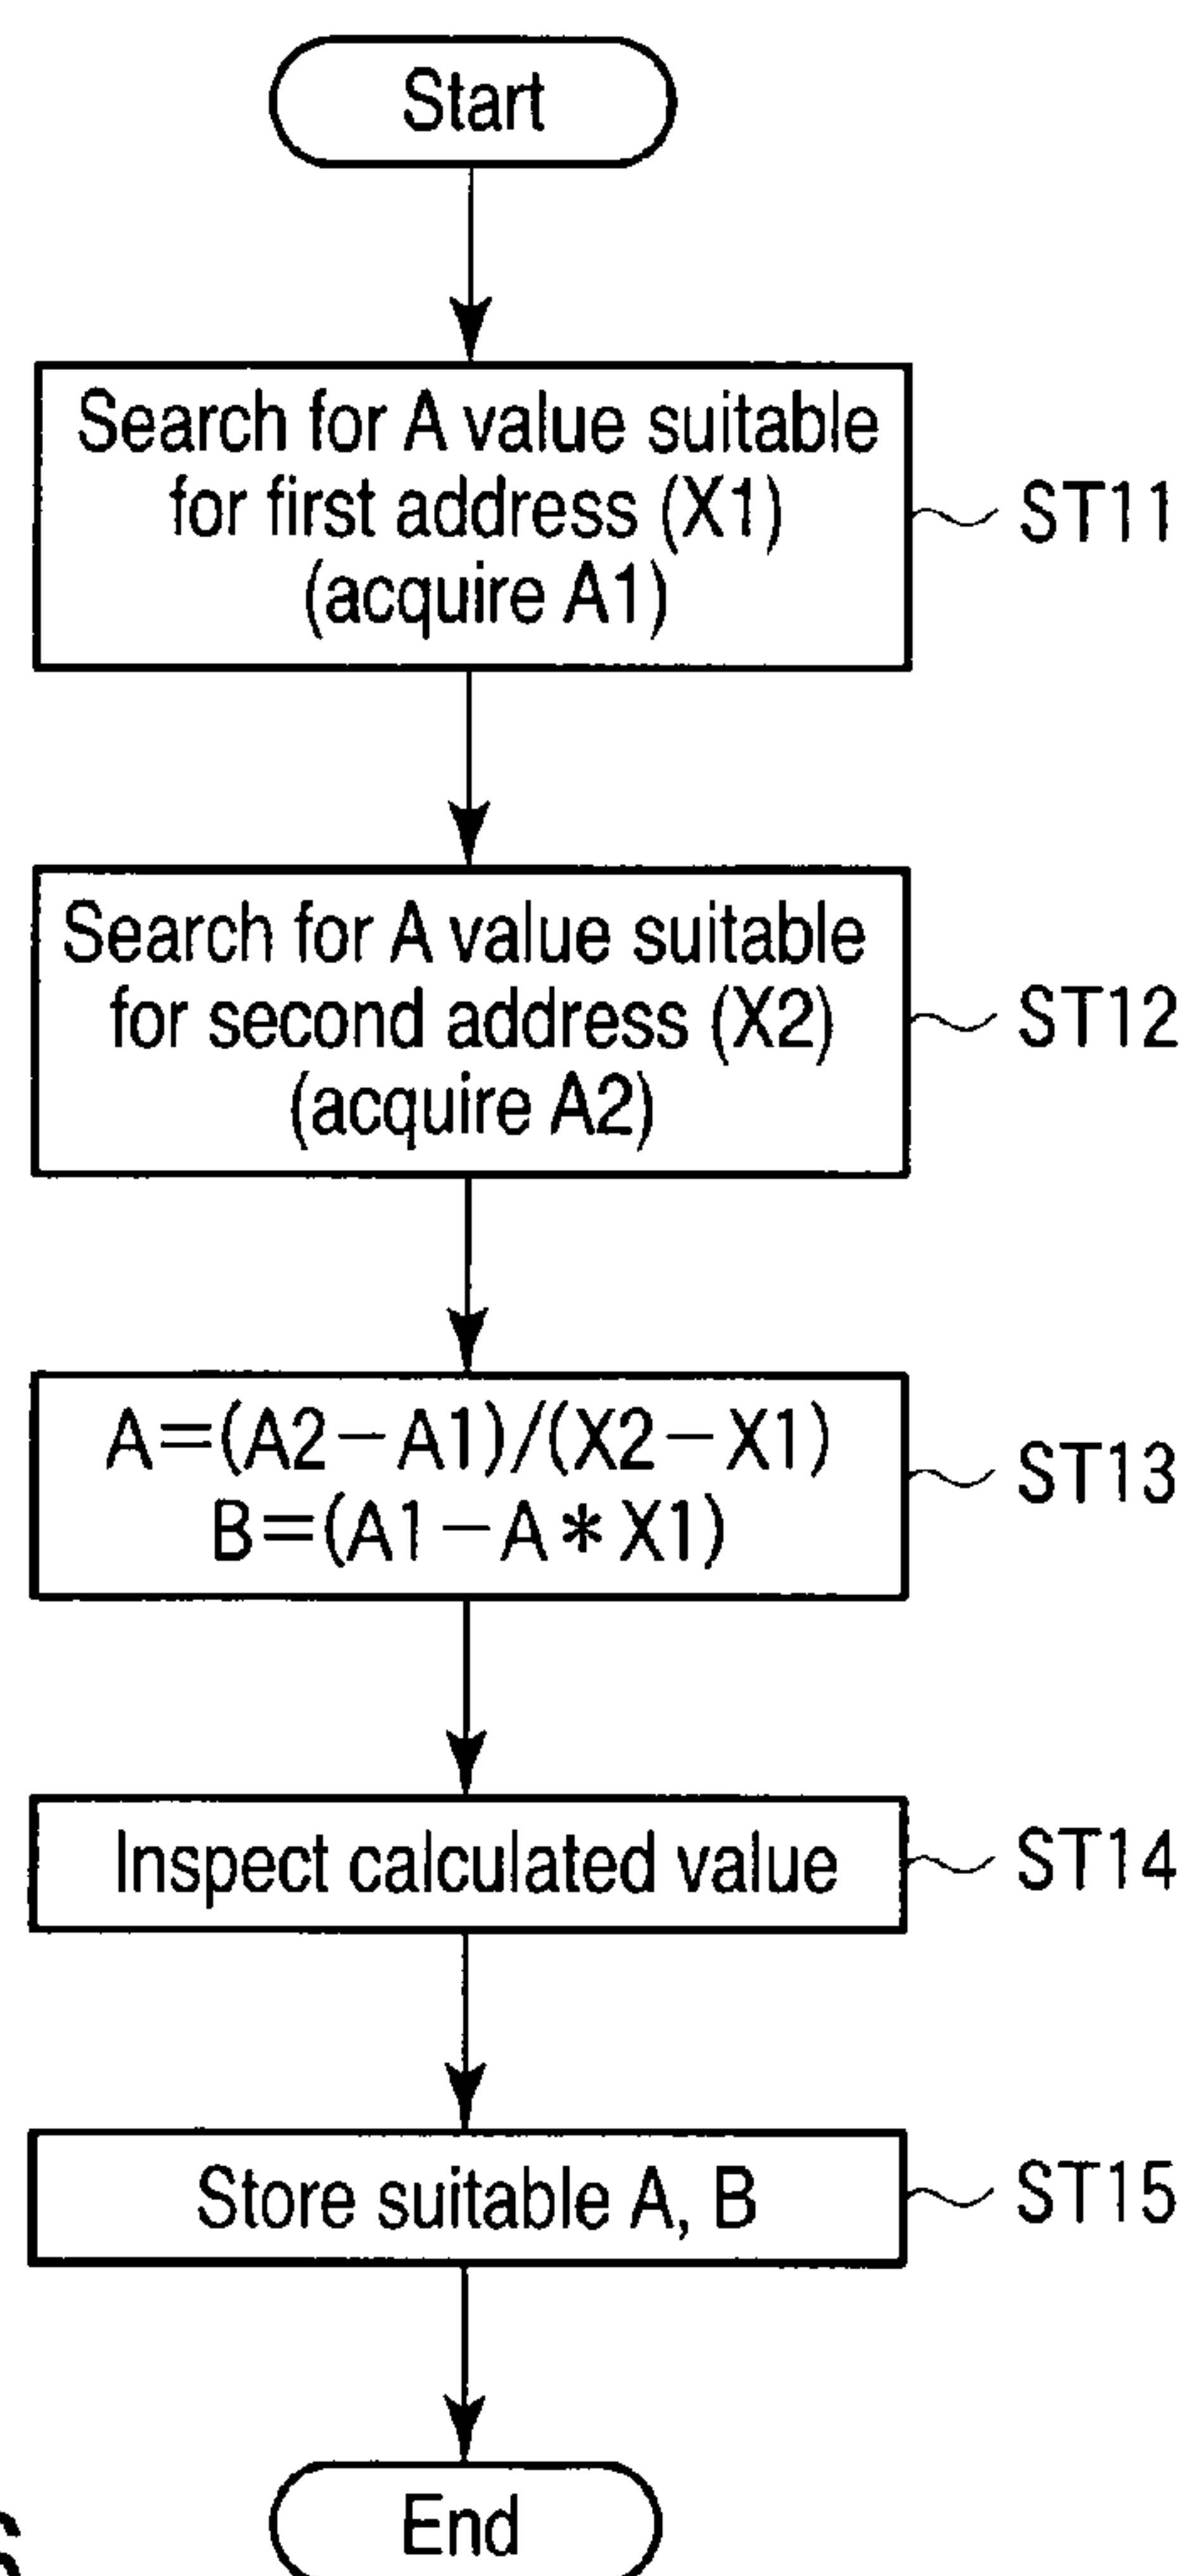 Start
Search for A value suitable
for first address (X1)
(acquire A1)
ST11
Search for A value suitable
for second address (X2)
(acquire A2)
ST12
A=(A2-A1)/(X2-X1)
B=(A1-A*X1)
ST13
Inspect calculated value
ST14
Store suitable A, B
ST15
End